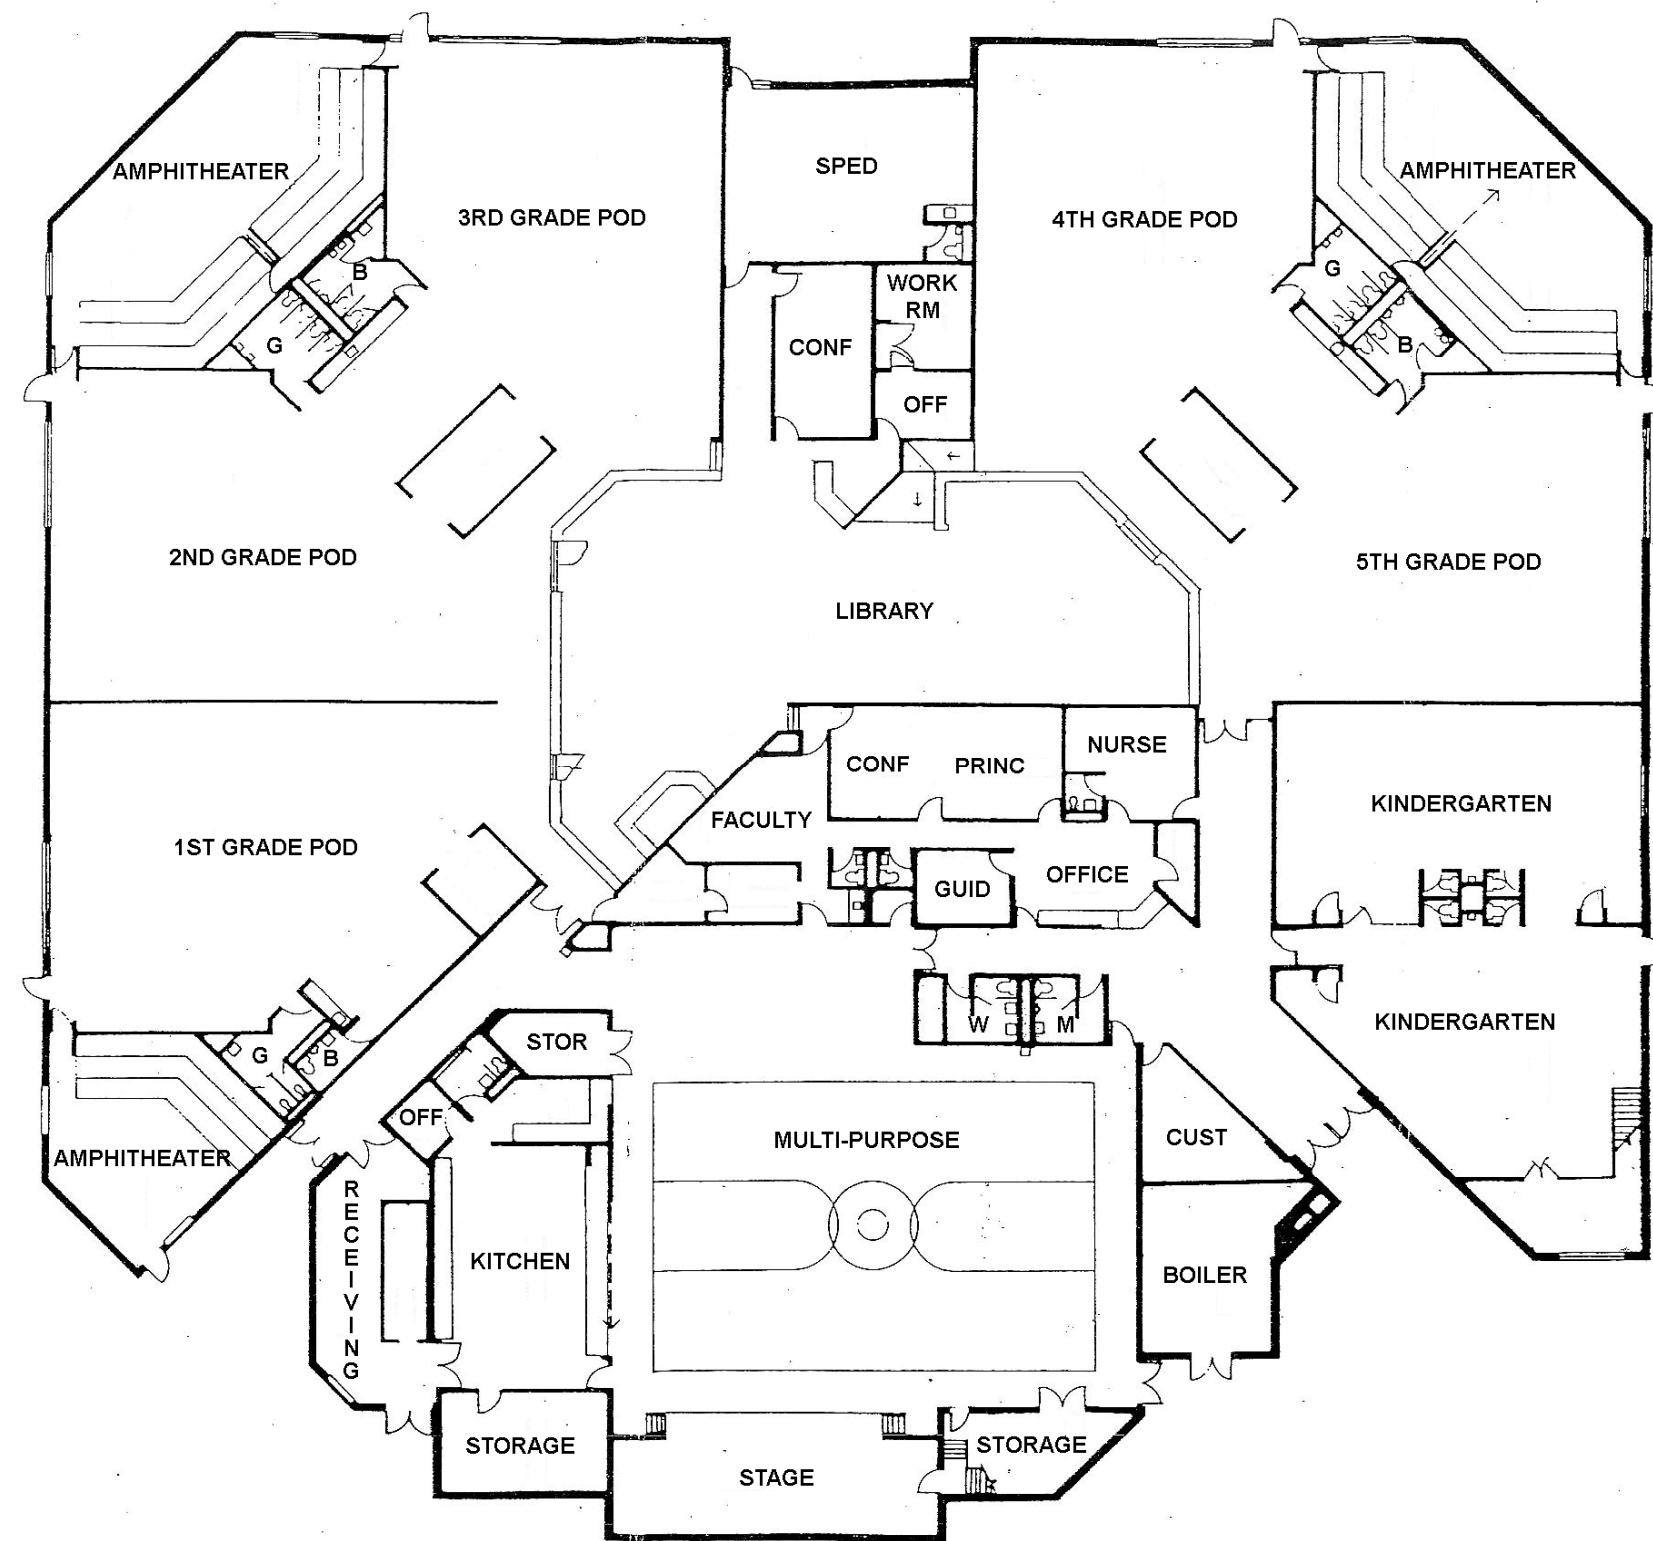 AMPHITHEATER
3RD GRADE POD
SPED
4TH GRADE POD
AMPHITHEATER
B
G
WORK
RM
CONF
OFF
G
B
2ND GRADE POD
LIBRARY
5TH GRADE POD
1ST GRADE POD
FACULTY
CONF
PRINC
NURSE
KINDERGARTEN
GUID
OFFICE
W
M
KINDERGARTEN
G
B
STOR
OFF
AMPHITHEATER
MULTI-PURPOSE
CUST
RECEIVING
KITCHEN
BOILER
STORAGE
STAGE
STORAGE